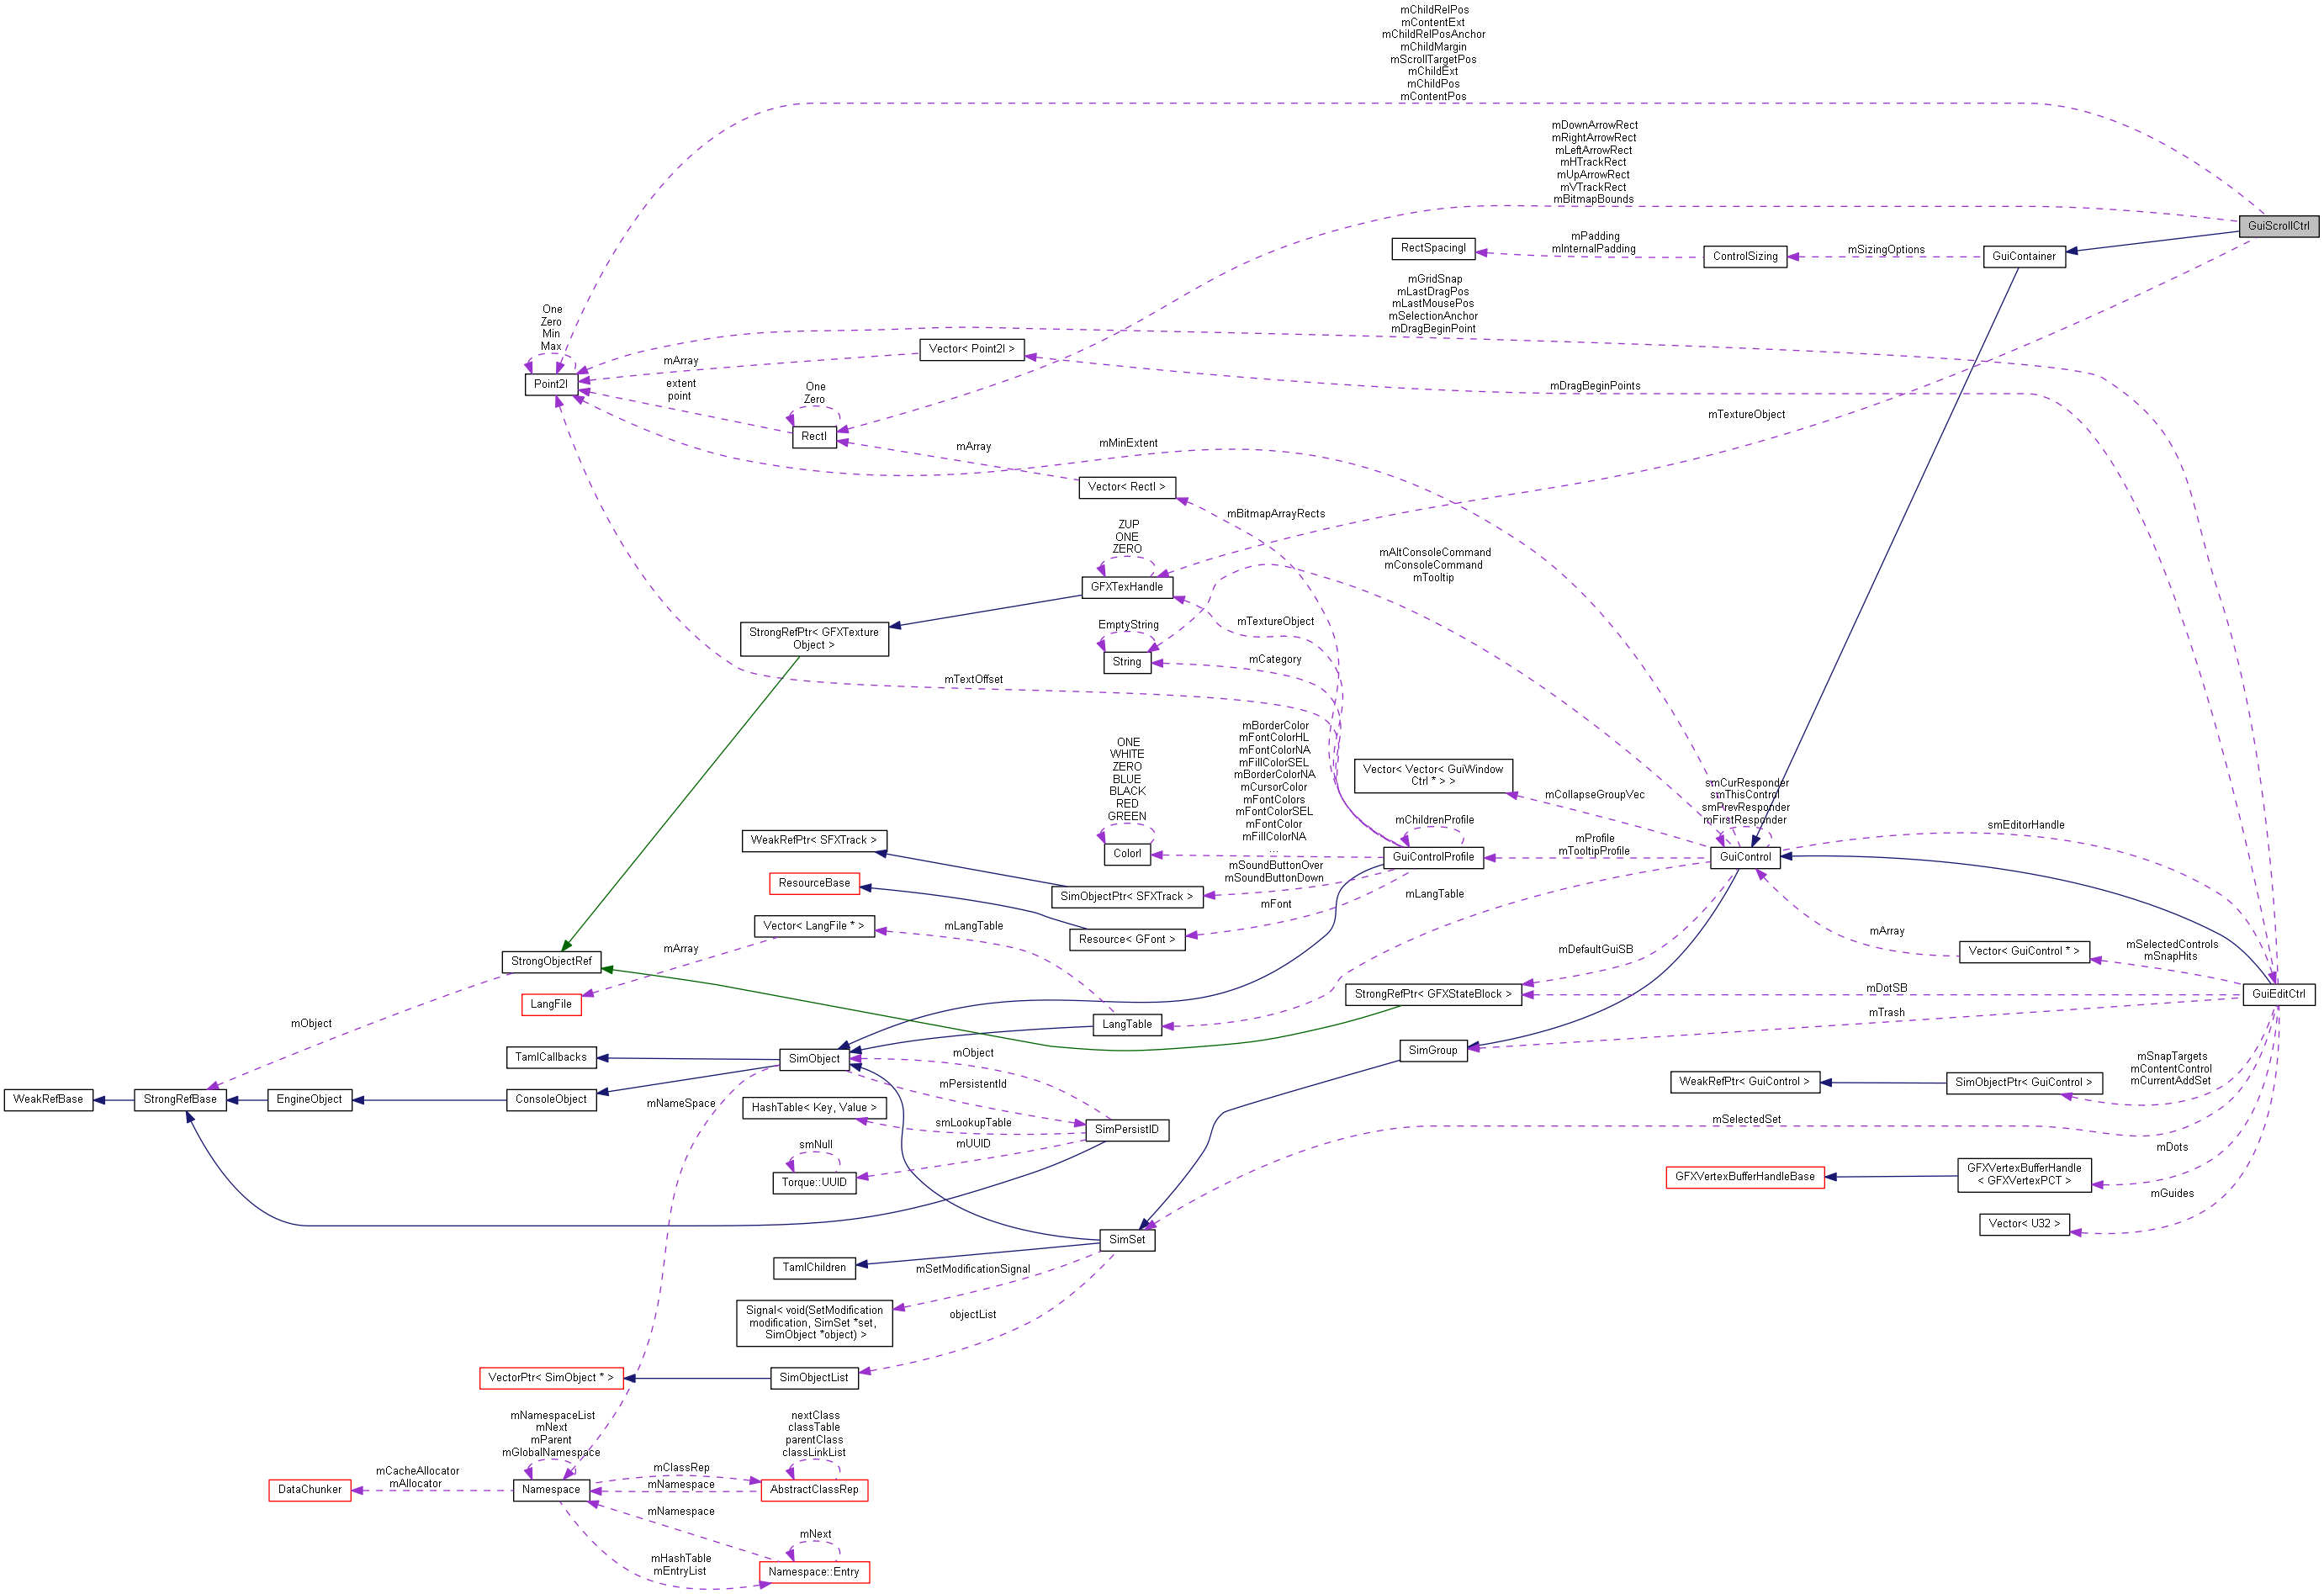 mChildRelPos
mContentExt
mChildRelPosAnchor
mChildMargin
mScrollTargetPos
mChildExt
mChildPos
mContentPos
mDownArrowRect
mRightArrowRect
mLeftArrowRect
mHTrackRect
mUpArrowRect
mVTrackRect
mBitmapBounds
GuiScrollCtrl
RectSpacingI
mPadding
mInternalPadding
ControlSizing
mSizingOptions
GuiContainer
mGridSnap
mLastDragPos
mLastMousePos
mSelectionAnchor
mDragBeginPoint
One
Zero
Min
Max
Point2I
mArray
Vector< Point2I >
extent
point
One
Zero
RectI
mDragBeginPoints
mTextureObject
mArray
mMinExtent
Vector< RectI >
mBitmapArrayRects
ZUP
ONE
ZERO
GFXTexHandle
mAltConsoleCommand
mConsoleCommand
mTooltip
StrongRefPtr< GFXTexture
Object >
EmptyString
String
mTextureObject
mCategory
mTextOffset
ONE
WHITE
ZERO
BLUE
BLACK
RED
GREEN
ColorI
mBorderColor
mFontColorHL
mFontColorNA
mFillColorSEL
mBorderColorNA
mCursorColor
mFontColors
mFontColorSEL
mFontColor
mFillColorNA
...
Vector< Vector< GuiWindow
Ctrl * > >
mCollapseGroupVec
smCurResponder
smThisControl
smPrevResponder
mFirstResponder
GuiControl
smEditorHandle
mChildrenProfile
GuiControlProfile
mProfile
mTooltipProfile
WeakRefPtr< SFXTrack >
ResourceBase
SimObjectPtr< SFXTrack >
mSoundButtonOver
mSoundButtonDown
mFont
mLangTable
Vector< LangFile * >
mLangTable
Resource< GFont >
mArray
StrongObjectRef
LangFile
mDefaultGuiSB
mArray
Vector< GuiControl * >
mSelectedControls
mSnapHits
StrongRefPtr< GFXStateBlock >
mDotSB
GuiEditCtrl
mTrash
mObject
LangTable
TamlCallbacks
SimObject
mObject
SimGroup
mPersistentId
mSnapTargets
mContentControl
mCurrentAddSet
WeakRefPtr< GuiControl >
SimObjectPtr< GuiControl >
WeakRefBase
StrongRefBase
EngineObject
ConsoleObject
mNameSpace
HashTable< Key, Value >
smLookupTable
mUUID
SimPersistID
mSelectedSet
smNull
Torque::UUID
mDots
GFXVertexBufferHandleBase
GFXVertexBufferHandle
< GFXVertexPCT >
mGuides
Vector< U32 >
SimSet
TamlChildren
mSetModificationSignal
Signal< void(SetModification
modification, SimSet *set,
SimObject *object) >
objectList
VectorPtr< SimObject * >
SimObjectList
mNamespaceList
mNext
mParent
mGlobalNamespace
Namespace
nextClass
classTable
parentClass
classLinkList
AbstractClassRep
mClassRep
mNamespace
mCacheAllocator
mAllocator
DataChunker
mNamespace
mNext
Namespace::Entry
mHashTable
mEntryList